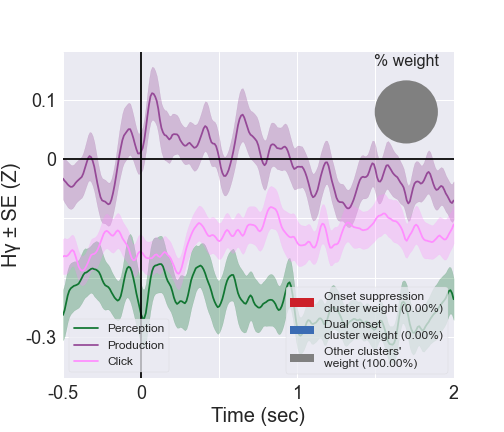 % weight
0.1
0
-0.3
Hγ ± SE (Z)
Perception
Production
Click
Onset suppression
cluster weight (0.00%)
Dual onset
cluster weight (0.00%)
Other clusters'
weight (100.00%)
-0.5
0
1
2
Time (sec)